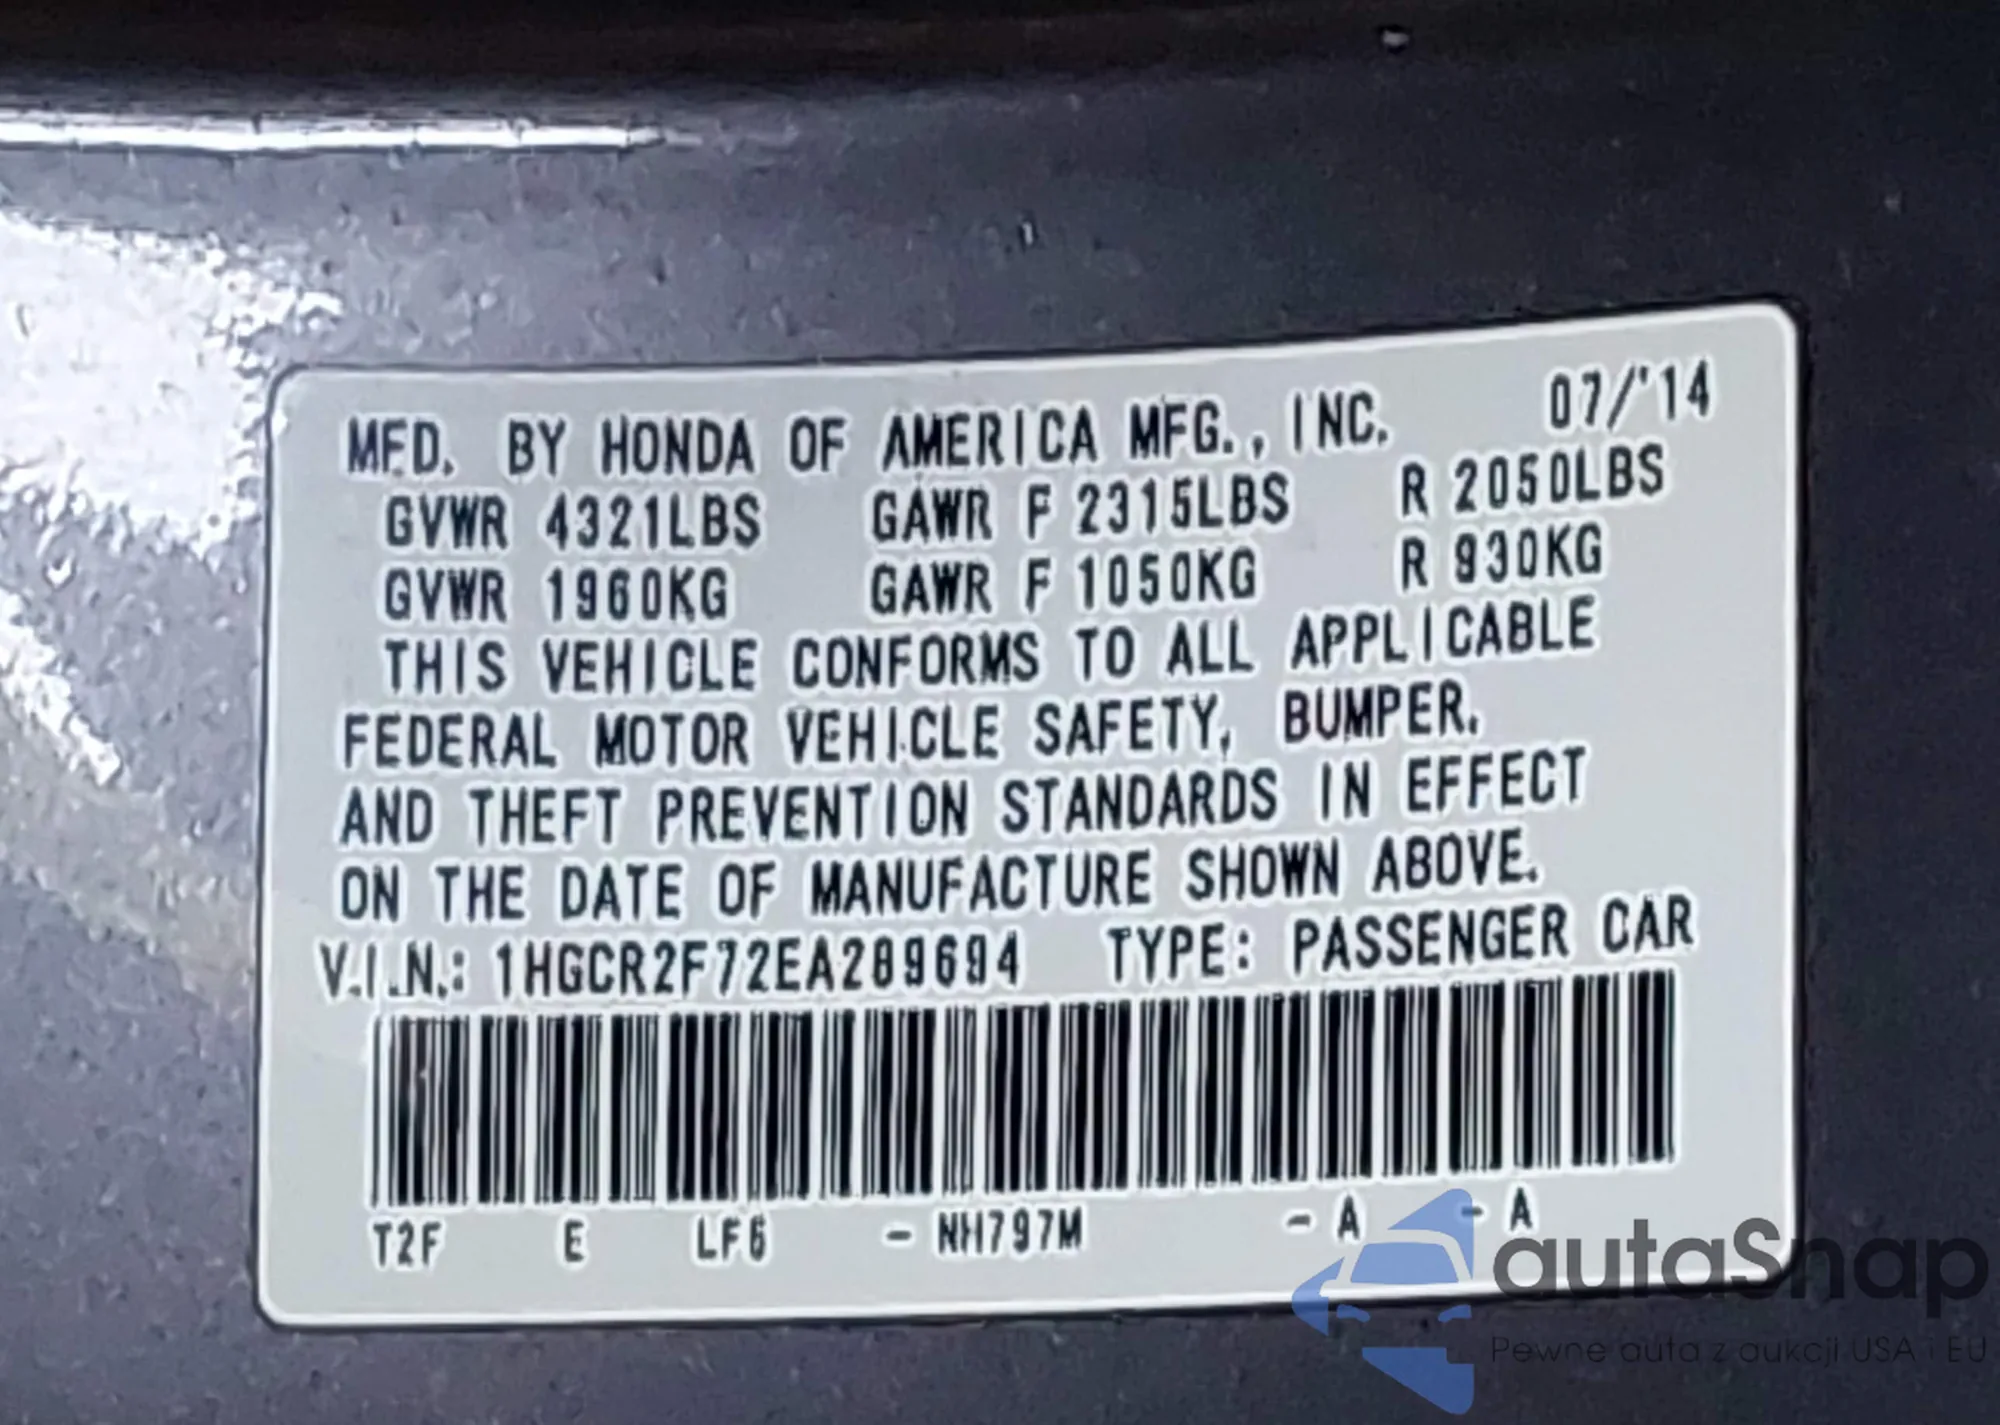 MFD. BY HONDA OF AMERICA MFG., INC. 07/'14
GVWR 4321LBS GAWR F 2315LBS R 2050LBS
GVWR 1960KG GAWR F 1050KG R 930KG
THIS VEHICLE CONFORMS TO ALL APPLICABLE
FEDERAL MOTOR VEHICLE SAFETY, BUMPER,
AND THEFT PREVENTION STANDARDS IN EFFECT
ON THE DATE OF MANUFACTURE SHOWN ABOVE.
V.I.N.: 1HGCR2F72EA289694 TYPE: PASSENGER CAR
T2F E LF6 - NH797M - A - A
autaSnap
Pewne auta z aukcji USA i EU